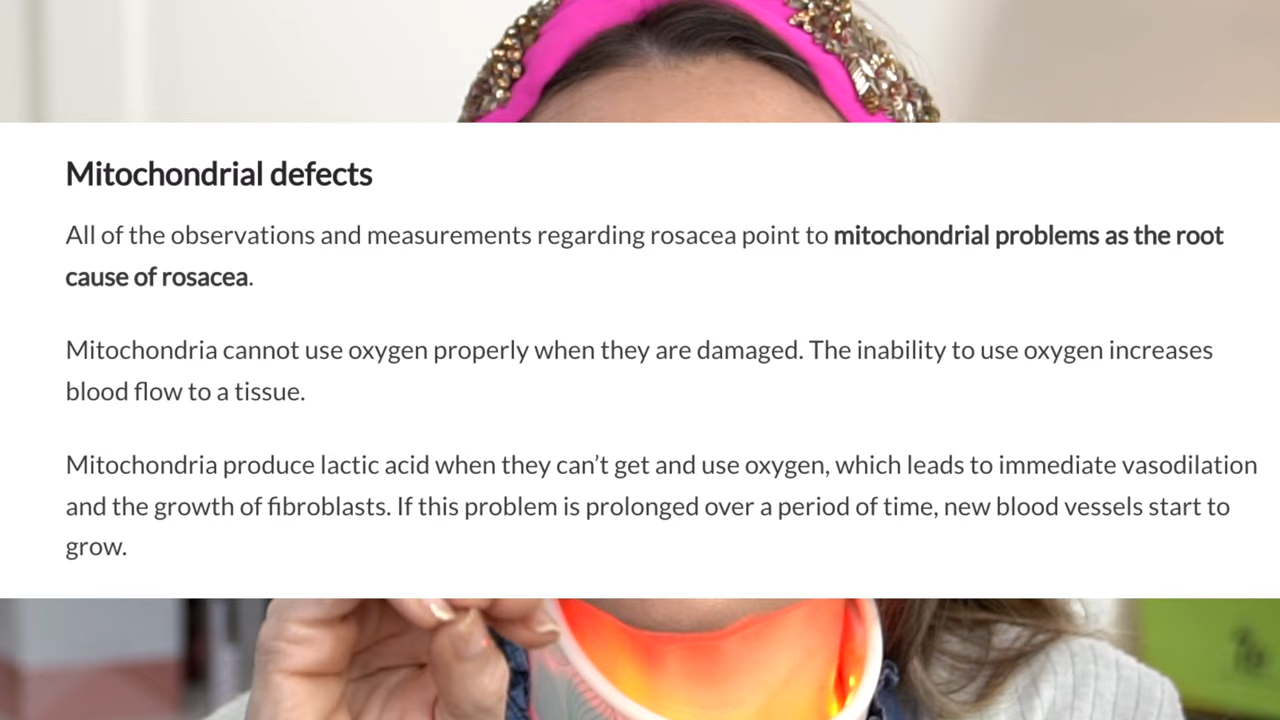 Mitochondrial defects
All of the observations and measurements regarding rosacea point to mitochondrial problems as the root
cause of rosacea.
Mitochondria cannot use oxygen properly when they are damaged. The inability to use oxygen increases
blood flow to a tissue.
Mitochondria produce lactic acid when they can’t get and use oxygen, which leads to immediate vasodilation
and the growth of fibroblasts. If this problem is prolonged over a period of time, new blood vessels start to
grow.